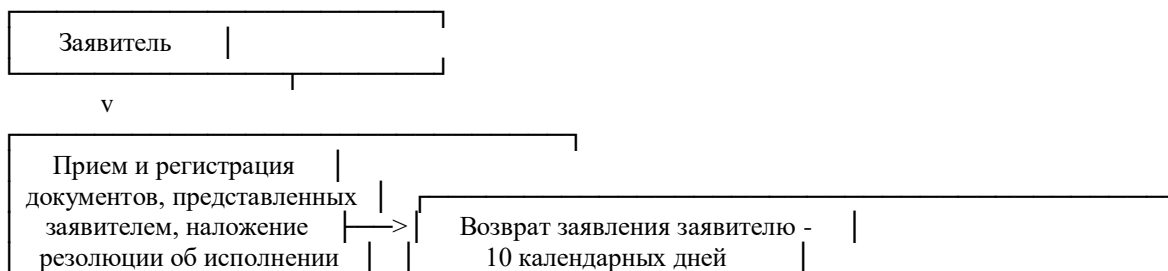 Заявитель
v
Прием и регистрация
документов, представленных
заявителем, наложение
резолюции об исполнении
Возврат заявления заявителю -
10 календарных дней